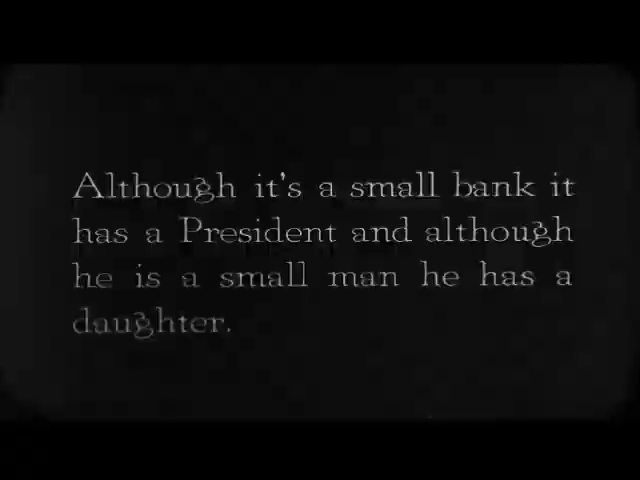 Although it's a small bank it
has a President and although
he is a small man he has a
daughter.